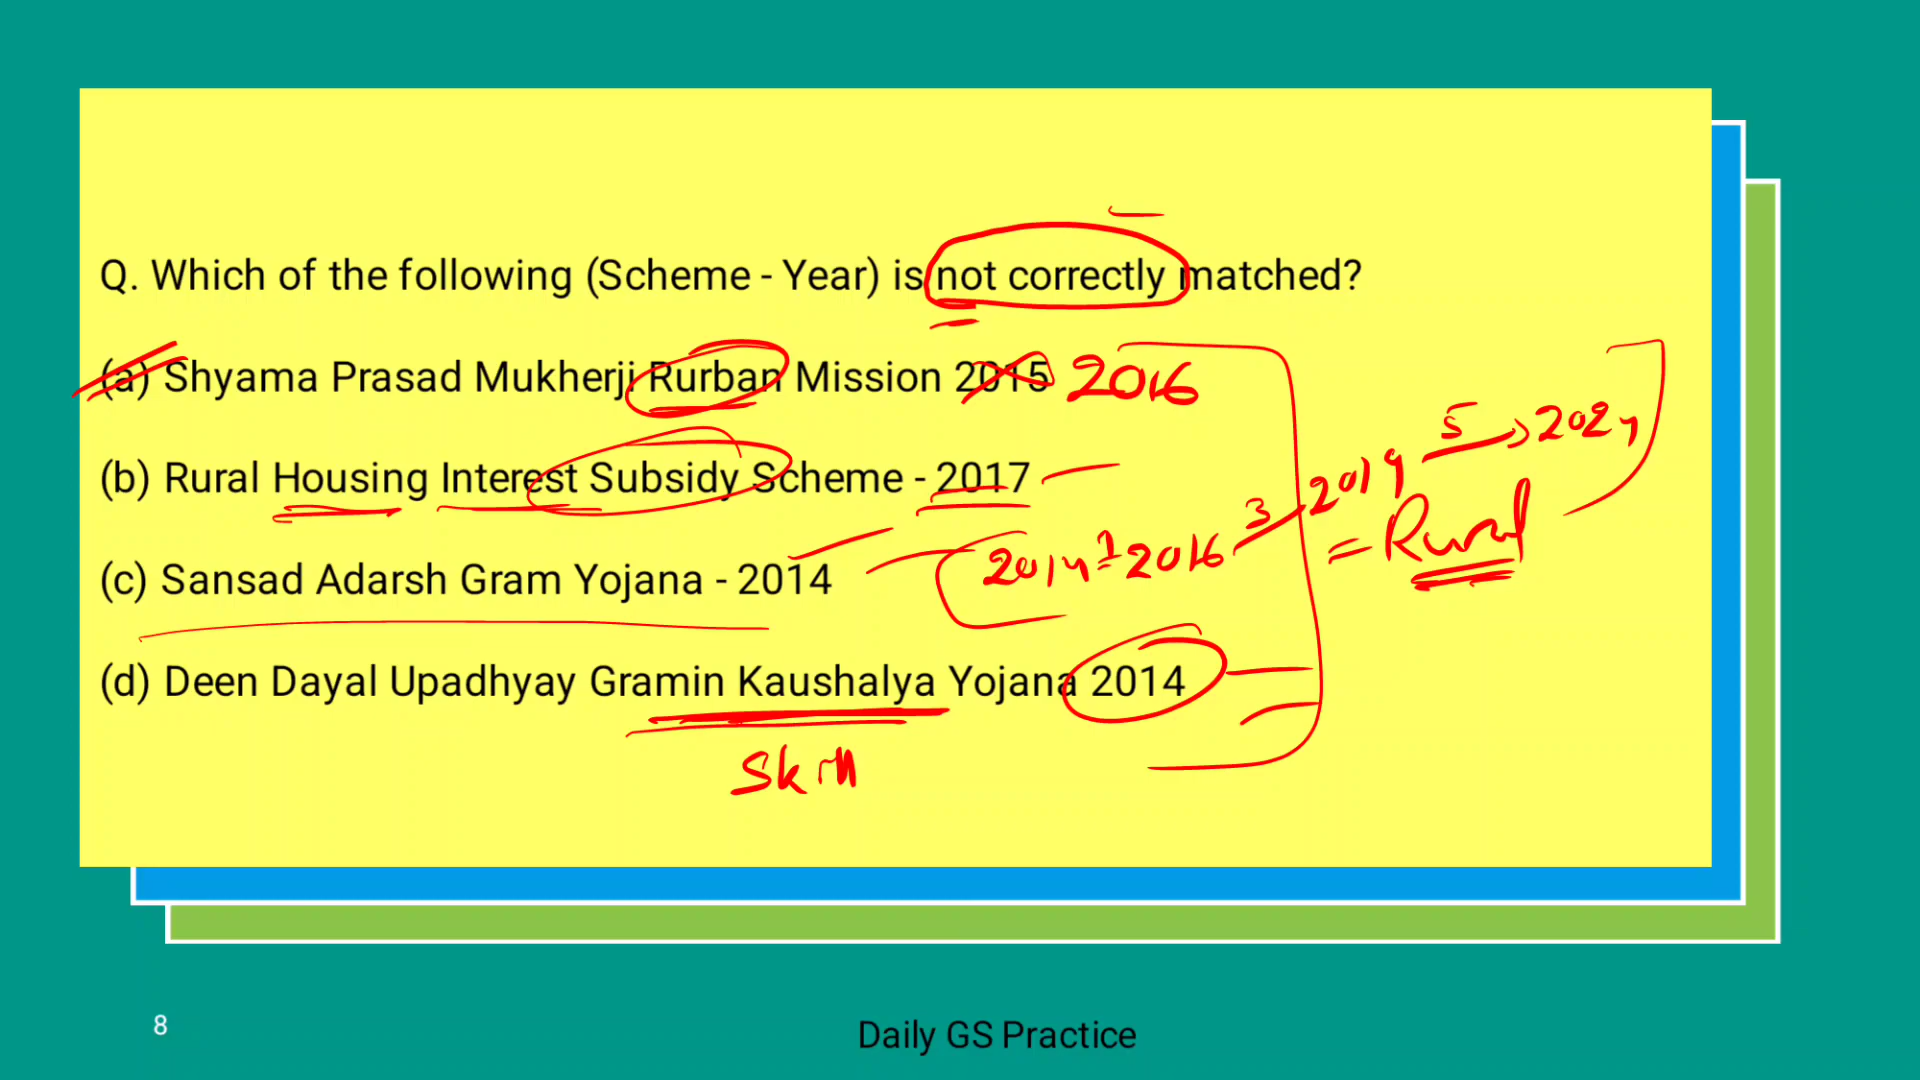 Q. Which of the following (Scheme - Year) is not correctly matched?
(a) Shyama Prasad Mukherji Rurban Mission 2015 2016
(b) Rural Housing Interest Subsidy Scheme - 2017
5 2024
3 2019
(c) Sansad Adarsh Gram Yojana - 2014
2014 2016
= Rural
(d) Deen Dayal Upadhyay Gramin Kaushalya Yojana 2014
Skill
8
Daily GS Practice